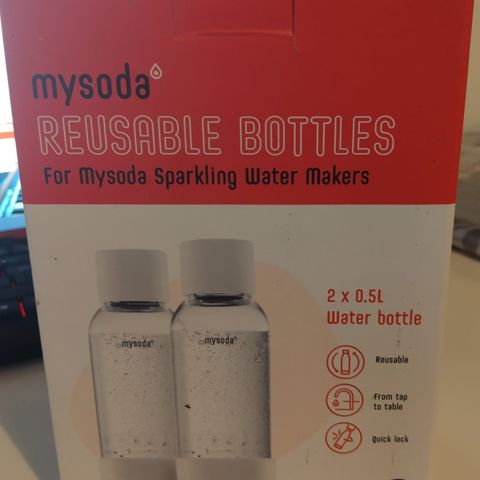 mysoda
REUSABLE BOTTLES
For Mysoda Sparkling Water Makers
2 x 0.5L
Water bottle
Reusable
From tap
to table
Quick lock
mysoda
mysoda